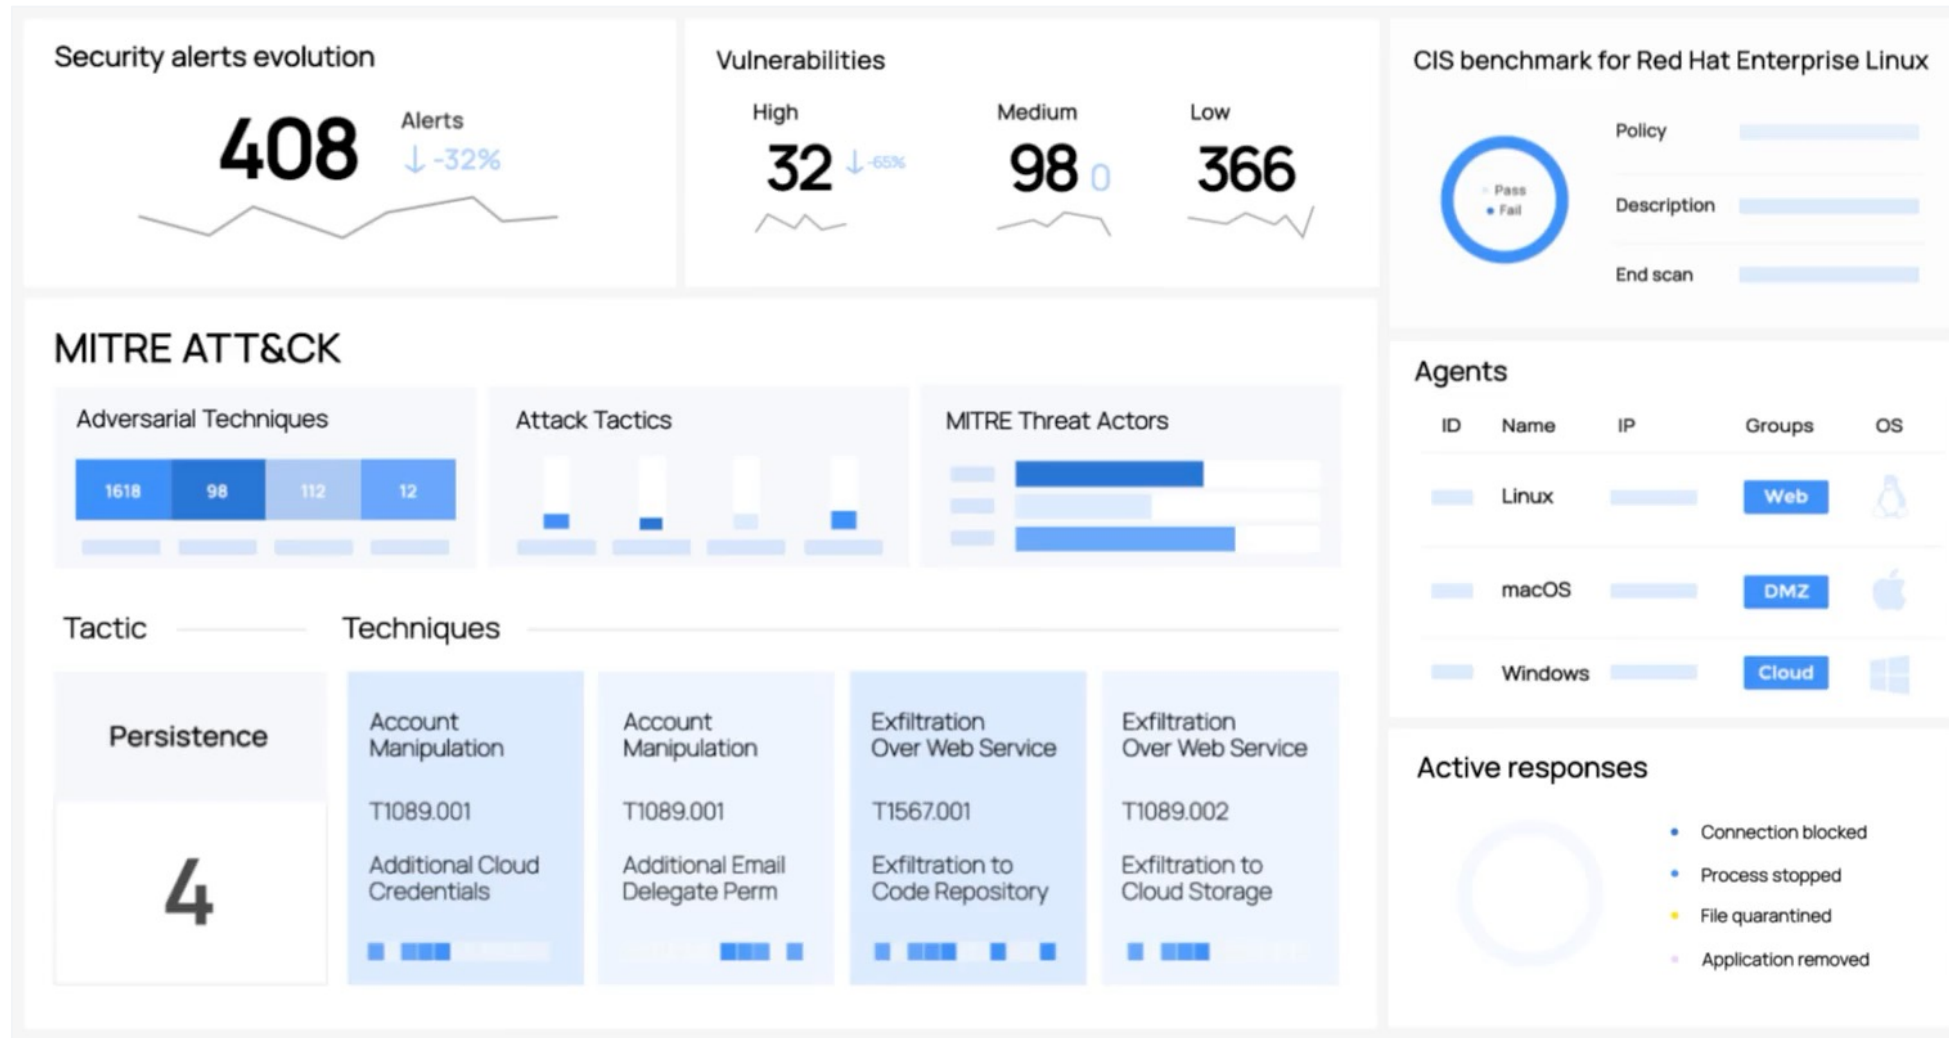 Security alerts evolution
408
Alerts
↓ -32%
Vulnerabilities
High
32 ↓ -65%
Medium
98 0
Low
366
CIS benchmark for Red Hat Enterprise Linux
Pass
Fail
Policy
Description
End scan
MITRE ATT&CK
Adversarial Techniques
1618 98 112 12
Attack Tactics
MITRE Threat Actors
Tactic
Techniques
Persistence
4
Account
Manipulation
T1089.001
Additional Cloud
Credentials
Account
Manipulation
T1089.001
Additional Email
Delegate Perm
Exfiltration
Over Web Service
T1567.001
Exfiltration to
Code Repository
Exfiltration
Over Web Service
T1089.002
Exfiltration to
Cloud Storage
Agents
ID Name IP Groups OS
Linux Web
macOS DMZ
Windows Cloud
Active responses
Connection blocked
Process stopped
File quarantined
Application removed